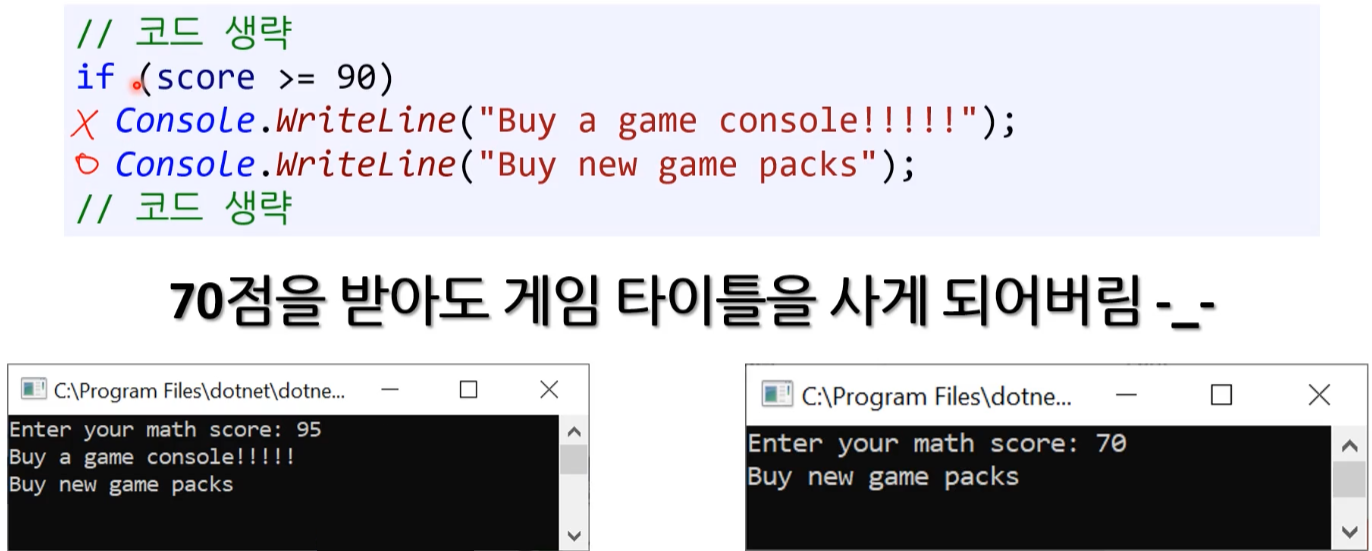 // 코드 생략
if (score >= 90)
X Console.WriteLine("Buy a game console!!!!!");
O Console.WriteLine("Buy new game packs");
// 코드 생략
70점을 받아도 게임 타이틀을 사게 되어버림 -_-
C:\Program Files\dotnet\dotne...
Enter your math score: 95
Buy a game console!!!!!
Buy new game packs
C:\Program Files\dotne...
Enter your math score: 70
Buy new game packs